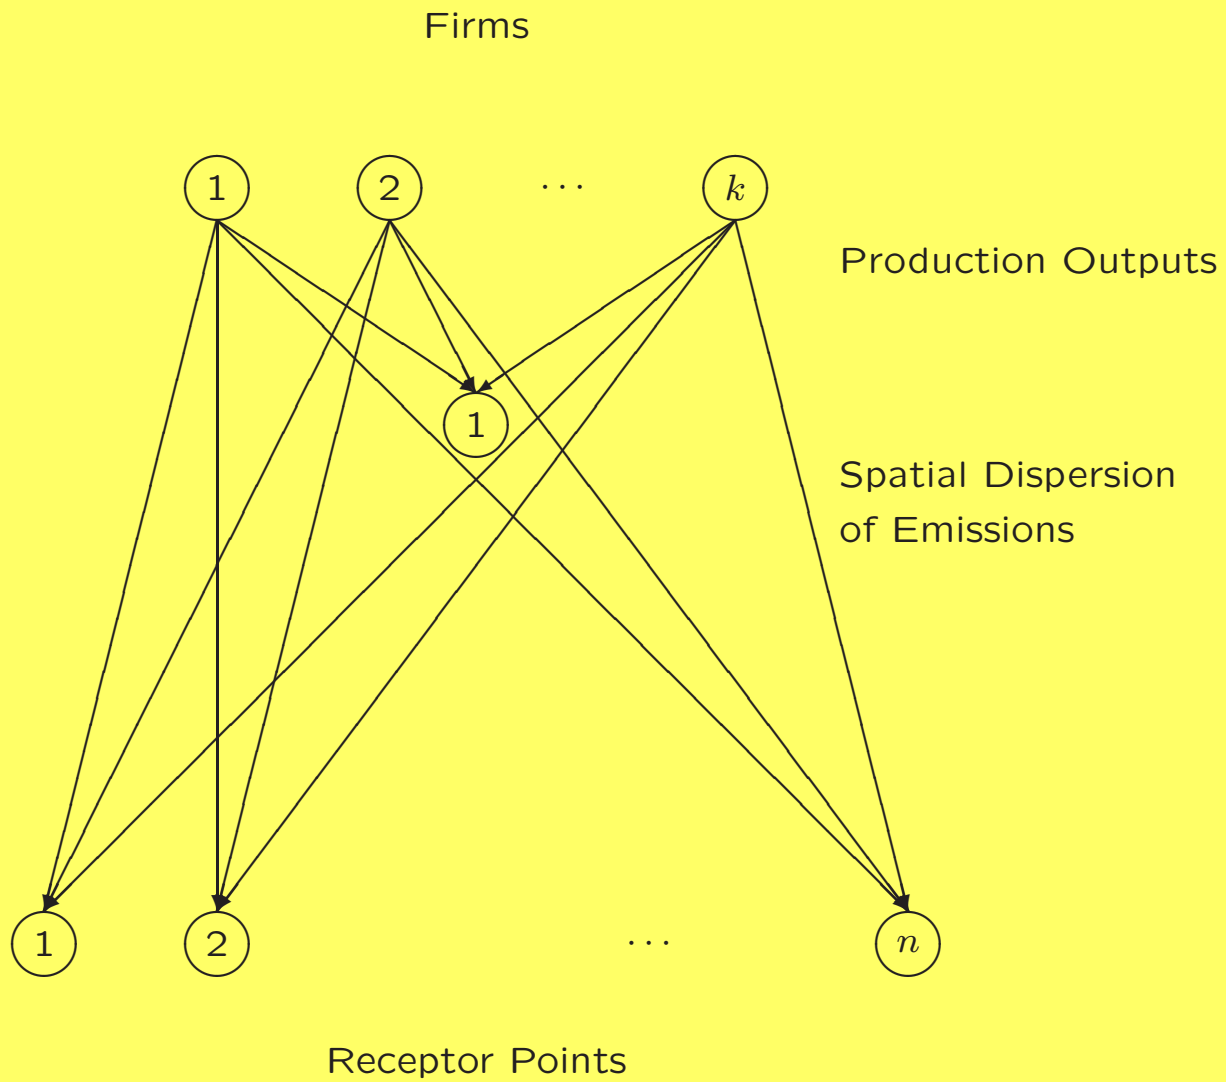 Firms
1 2 ... k
Production Outputs
1
Spatial Dispersion
of Emissions
1 2 ... n
Receptor Points